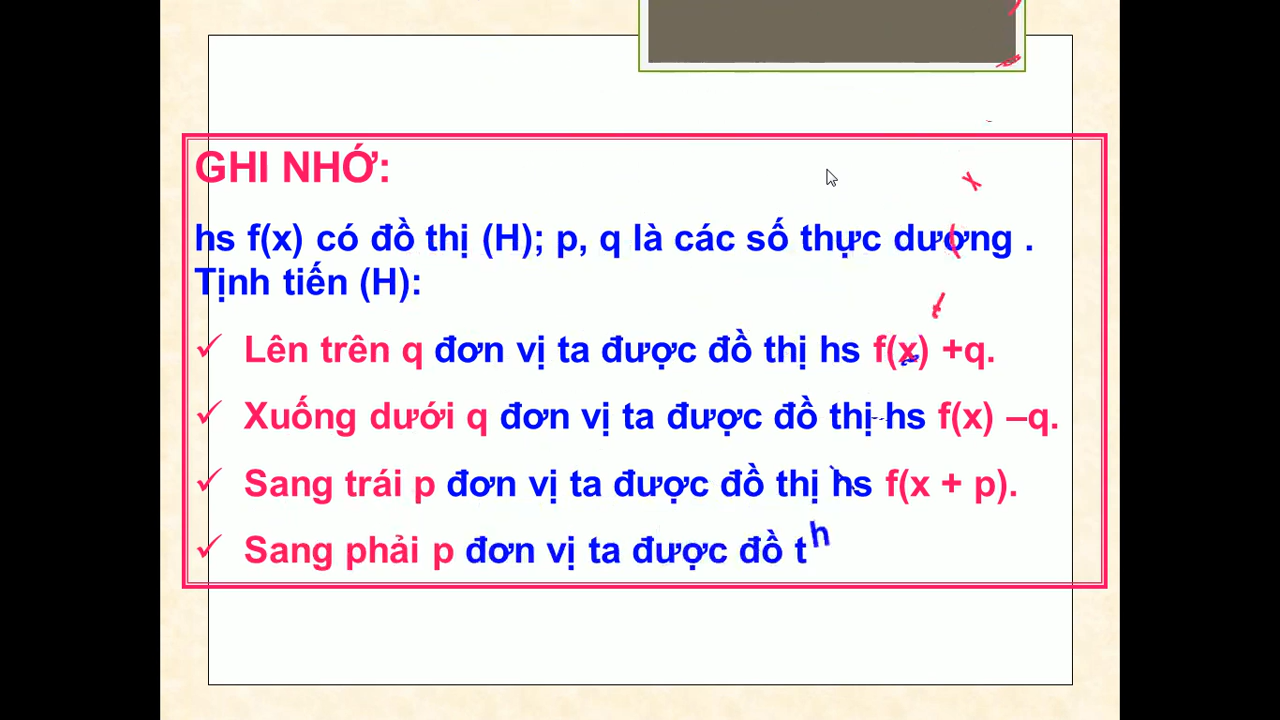 GHI NHỚ:
hs f(x) có đồ thị (H); p, q là các số thực dương .
Tịnh tiến (H):
✓ Lên trên q đơn vị ta được đồ thị hs f(x) +q.
✓ Xuống dưới q đơn vị ta được đồ thị hs f(x) –q.
✓ Sang trái p đơn vị ta được đồ thị hs f(x + p).
✓ Sang phải p đơn vị ta được đồ th